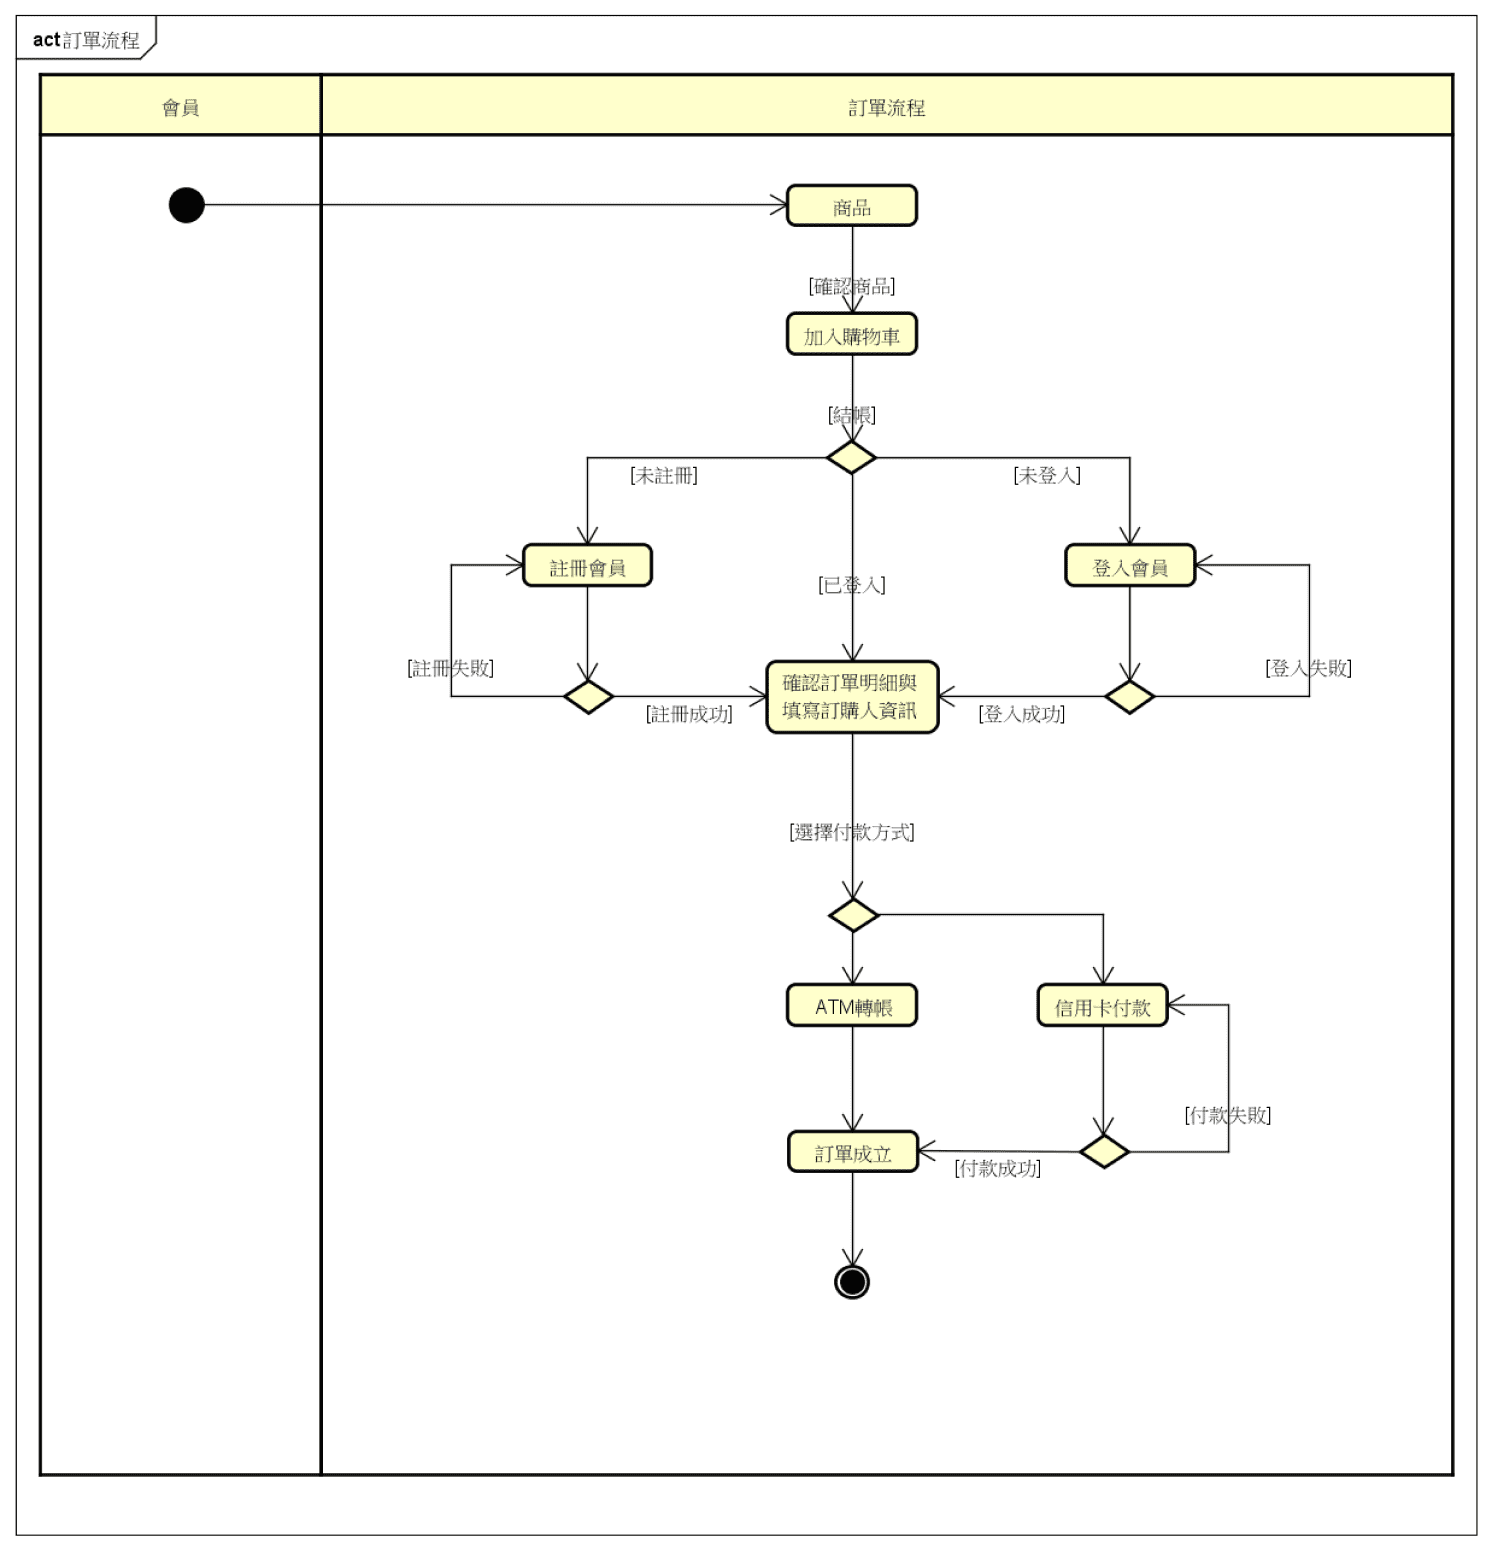 act 訂單流程
會員
訂單流程
商品
[確認商品]
加入購物車
[結帳]
[未註冊]
[未登入]
註冊會員
[已登入]
登入會員
[註冊失敗]
[登入失敗]
確認訂單明細與
填寫訂購人資訊
[註冊成功]
[登入成功]
[選擇付款方式]
ATM轉帳
信用卡付款
[付款失敗]
訂單成立
[付款成功]